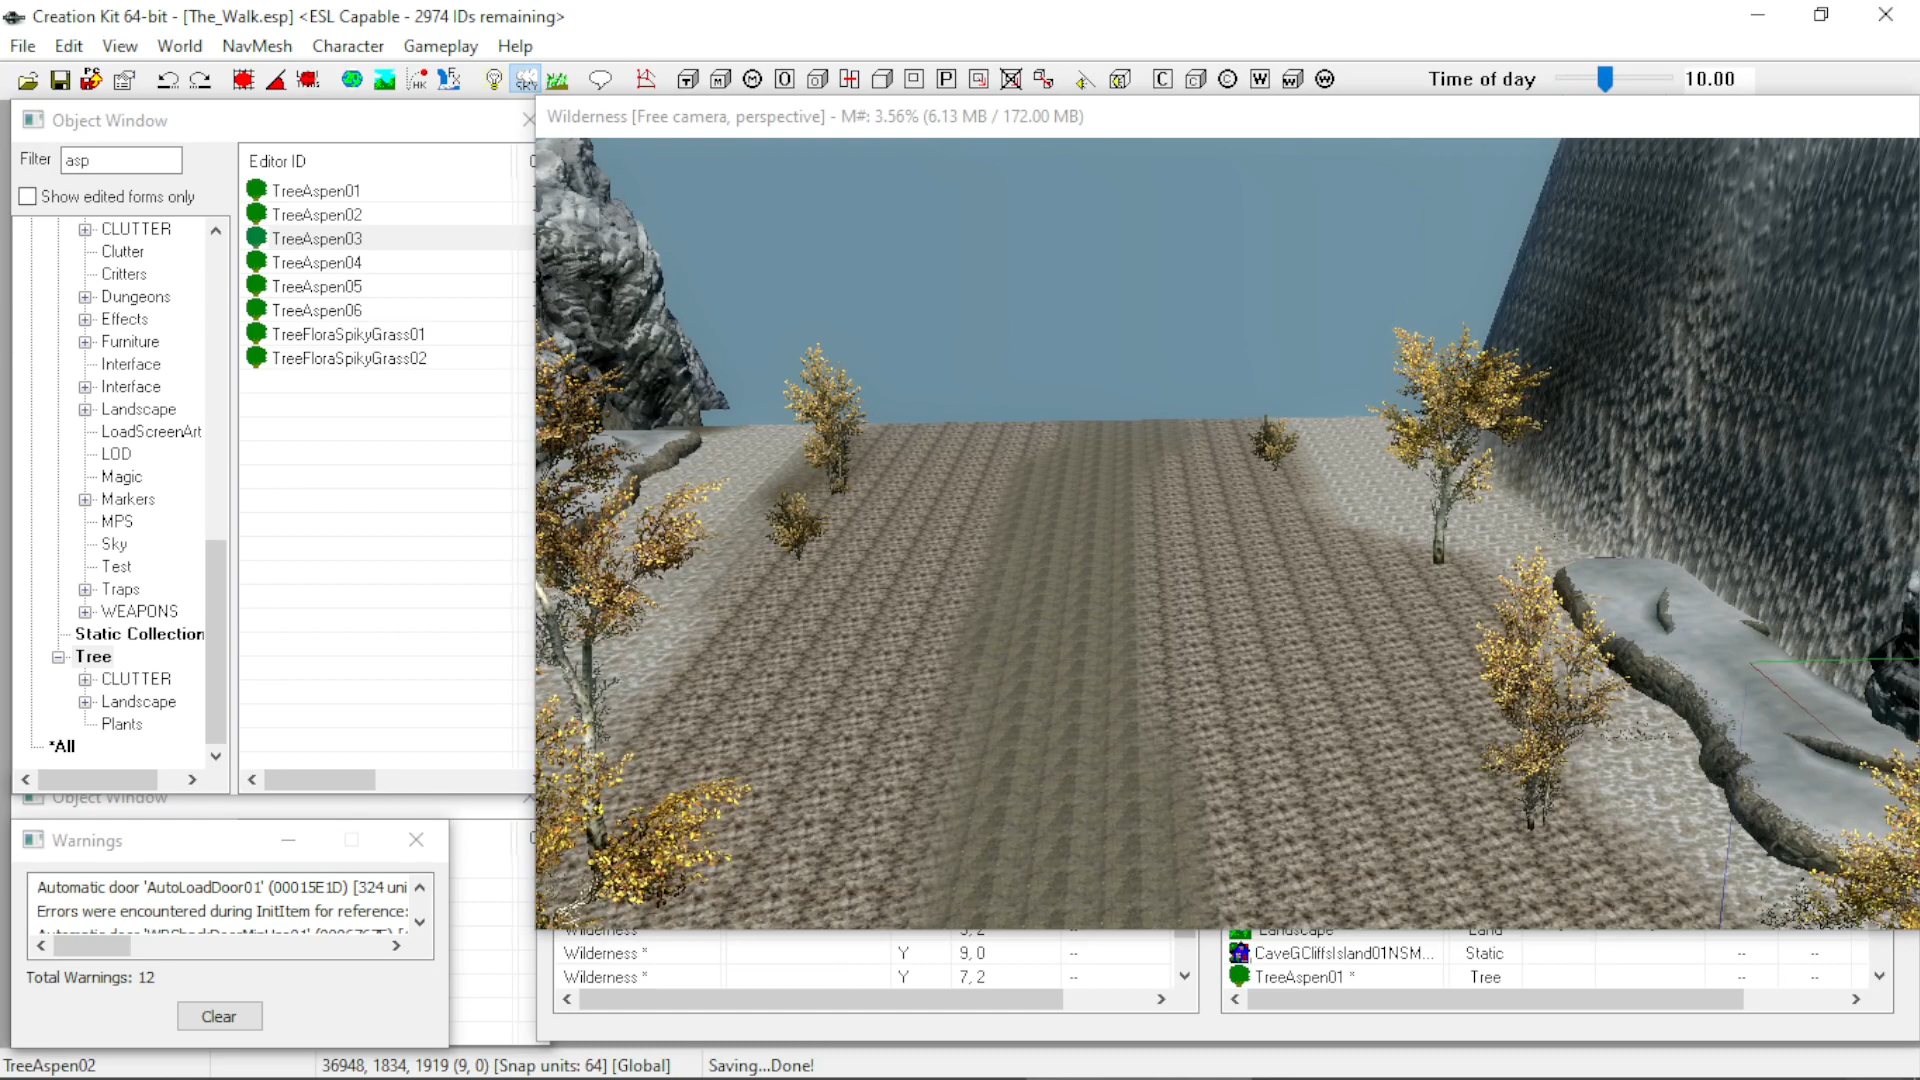 Creation Kit 64-bit - [The_Walk.esp] <ESL Capable - 2974 IDs remaining>
File Edit View World NavMesh Character Gameplay Help
Time of day 10.00
Object Window
Filter asp
Show edited forms only
CLUTTER
Clutter
Critters
Dungeons
Effects
Furniture
Interface
Interface
Landscape
LoadScreenArt
LOD
Magic
Markers
MPS
Sky
Test
Traps
WEAPONS
Static Collection
Tree
CLUTTER
Landscape
Plants
*All
Editor ID
TreeAspen01
TreeAspen02
TreeAspen03
TreeAspen04
TreeAspen05
TreeAspen06
TreeFloraSpikyGrass01
TreeFloraSpikyGrass02
Wilderness [Free camera, perspective] - M#: 3.56% (6.13 MB / 172.00 MB)
Object Window
Warnings
Automatic door 'AutoLoadDoor01' (00015E1D) [324 uni
Errors were encountered during InitItem for reference:
Total Warnings: 12
Clear
Wilderness
Wilderness * Y 9, 0 --
Wilderness * Y 7, 2 --
Landscape Land
CaveGCliffsIsland01NSM... Static -- --
TreeAspen01 * Tree -- --
TreeAspen02
36948, 1834, 1919 (9, 0) [Snap units: 64] [Global]
Saving...Done!